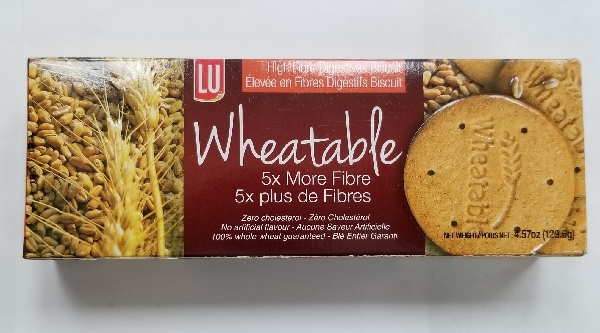 LU
High Fibre Digestives Biscuit
Élevée en Fibres Digestifs Biscuit
Wheatable
5x More Fibre
5x plus de Fibres
Zero cholesterol - Zéro Cholésterol
No artificial flavour - Aucune Saveur Artificielle
100% whole wheat guaranteed - Blé Entier Garanti
Wheatabl
NET WEIGHT / POIDS NET: 4.57oz (129.6g)